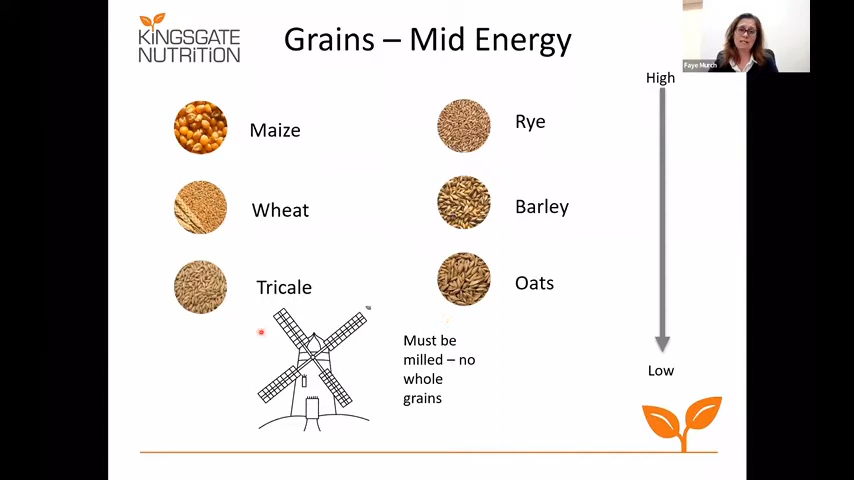 KiNGSGATE
NUTRiTiON
Grains – Mid Energy
Faye Murch
High
Maize
Rye
Wheat
Barley
Tricale
Oats
Must be
milled – no
whole
grains
Low